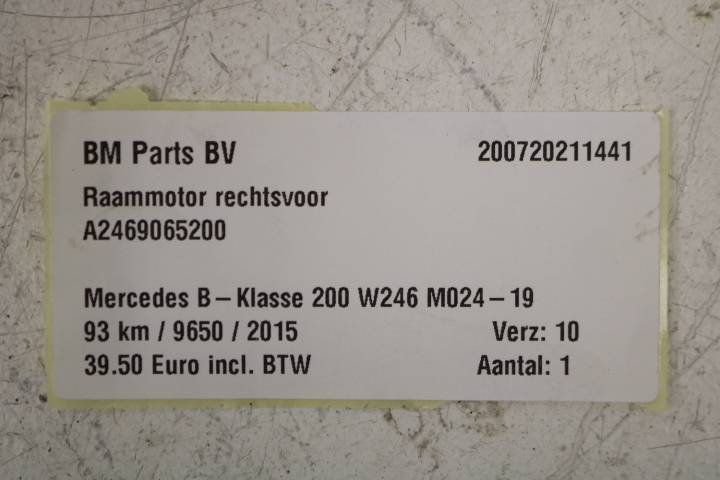 BM Parts BV 200720211441
Raammotor rechtsvoor
A2469065200
Mercedes B-Klasse 200 W246 M024-19
93 km / 9650 / 2015 Verz: 10
39.50 Euro incl. BTW Aantal: 1